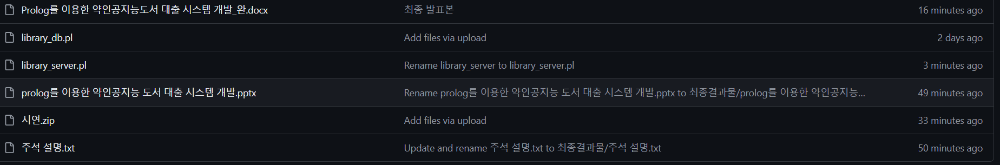 Prolog를 이용한 약인공지능도서 대출 시스템 개발_완.docx 최종 발표본 16 minutes ago
library_db.pl Add files via upload 2 days ago
library_server.pl Rename library_server to library_server.pl 3 minutes ago
prolog를 이용한 약인공지능 도서 대출 시스템 개발.pptx Rename prolog를 이용한 약인공지능 도서 대출 시스템 개발.pptx to 최종결과물/prolog를 이용한 약인공지능... 49 minutes ago
시연.zip Add files via upload 33 minutes ago
주석 설명.txt Update and rename 주석 설명.txt to 최종결과물/주석 설명.txt 50 minutes ago